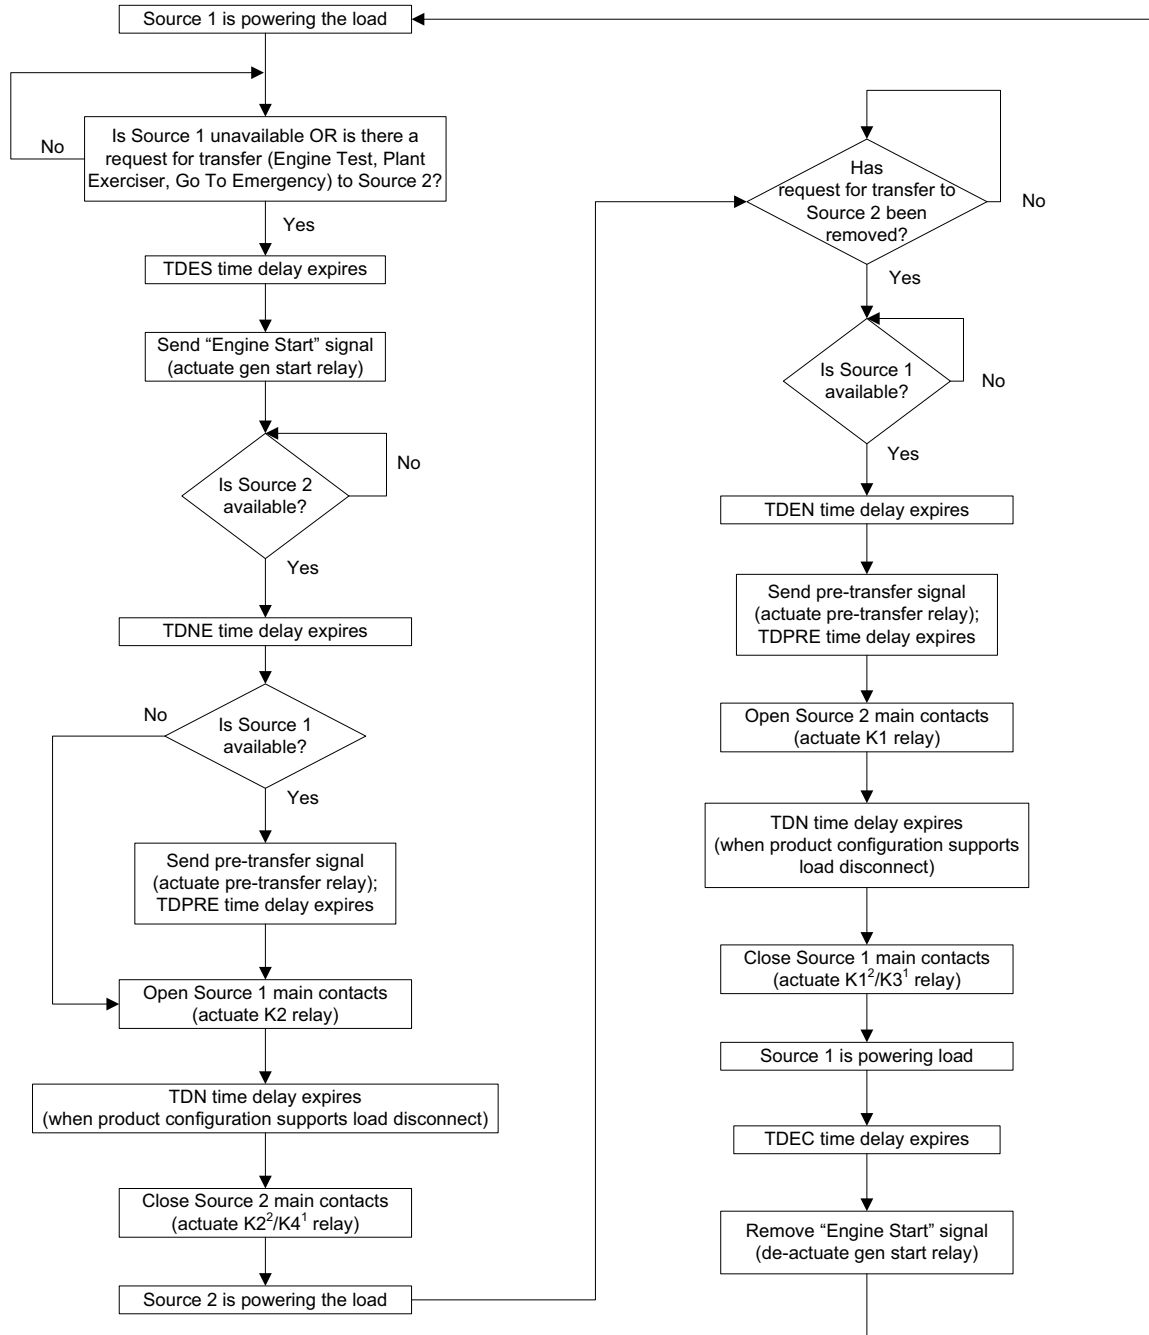 Source 1 is powering the load
No
Is Source 1 unavailable OR is there a
request for transfer (Engine Test, Plant
Exerciser, Go To Emergency) to Source 2?
Yes
TDES time delay expires
Send “Engine Start” signal
(actuate gen start relay)
No
Is Source 2
available?
Yes
TDNE time delay expires
No
Is Source 1
available?
Yes
Send pre-transfer signal
(actuate pre-transfer relay);
TDPRE time delay expires
Open Source 1 main contacts
(actuate K2 relay)
TDN time delay expires
(when product configuration supports load disconnect)
Close Source 2 main contacts
(actuate K2²/K4¹ relay)
Source 2 is powering the load
Has
request for transfer to
Source 2 been
removed?
No
Yes
Is Source 1
available?
No
Yes
TDEN time delay expires
Send pre-transfer signal
(actuate pre-transfer relay);
TDPRE time delay expires
Open Source 2 main contacts
(actuate K1 relay)
TDN time delay expires
(when product configuration supports
load disconnect)
Close Source 1 main contacts
(actuate K1²/K3¹ relay)
Source 1 is powering load
TDEC time delay expires
Remove “Engine Start” signal
(de-actuate gen start relay)